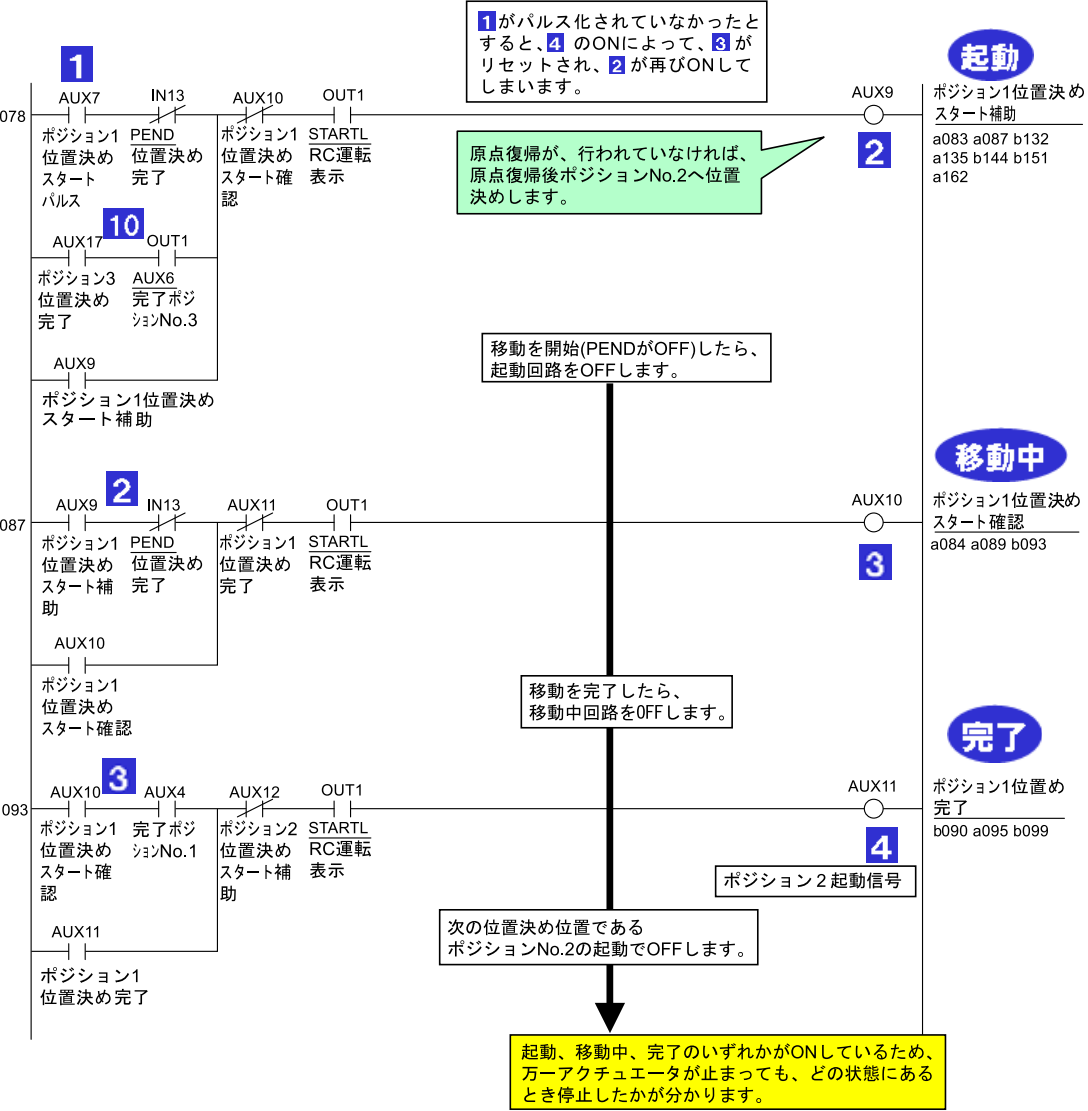 1がパルス化されていなかったと
すると、4 のONによって、3 が
リセットされ、2 が再びONして
しまいます。
起動
1
AUX7
IN13
AUX10
OUT1
AUX9
078
ポジション1
位置決め
スタート
パルス
PEND
位置決め
完了
ポジション1
位置決め
スタート確
認
STARTL
RC運転
表示
2
ポジション1位置決め
スタート補助
a083 a087 b132
a135 b144 b151
a162
原点復帰が、行われていなければ、
原点復帰後ポジションNo.2へ位置
決めします。
10
AUX17
OUT1
ポジション3
位置決め
完了
AUX6
完了ポジ
ションNo.3
AUX9
ポジション1位置決め
スタート補助
移動を開始(PENDがOFF)したら、
起動回路をOFFします。
移動中
2
AUX9
IN13
AUX11
OUT1
AUX10
087
ポジション1
位置決め
スタート補
助
PEND
位置決め
完了
ポジション1
位置決め
完了
STARTL
RC運転
表示
3
ポジション1位置決め
スタート確認
a084 a089 b093
AUX10
ポジション1
位置決め
スタート確認
移動を完了したら、
移動中回路をOFFします。
完了
3
AUX10
AUX4
AUX12
OUT1
AUX11
093
ポジション1
位置決め
スタート確
認
完了ポジ
ションNo.1
ポジション2
位置決め
スタート補
助
STARTL
RC運転
表示
4
ポジション1位置め
完了
b090 a095 b099
ポジション2起動信号
AUX11
ポジション1
位置決め完了
次の位置決め位置である
ポジションNo.2の起動でOFFします。
起動、移動中、完了のいずれかがONしているため、
万一アクチュエータが止まっても、どの状態にある
とき停止したかが分かります。